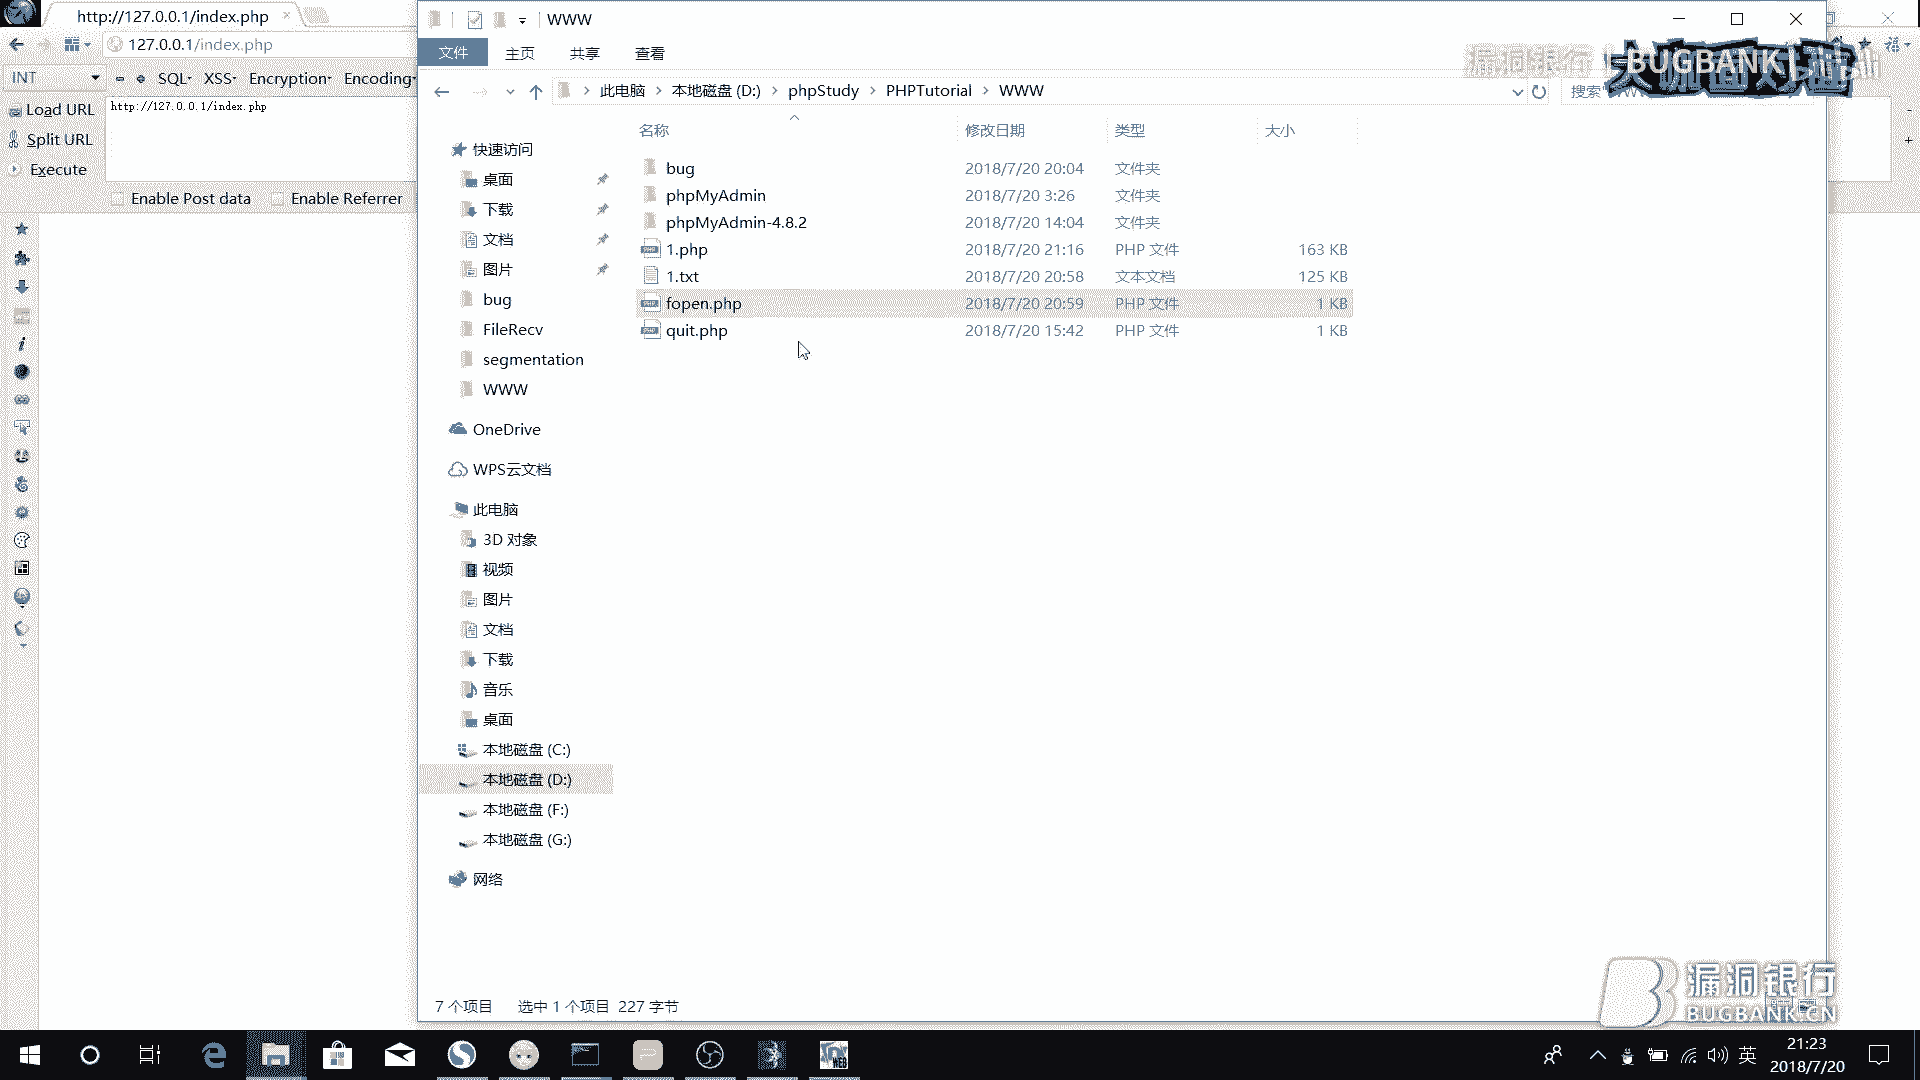 http://127.0.0.1/index.php
127.0.0.1/index.php
INT
SQL
XSS
Encryption
Encoding
Load URL
http://127.0.0.1/index.php
Split URL
Execute
Enable Post data
Enable Referrer
WWW
文件
主页
共享
查看
漏洞银行
BUGBANK
此电脑
本地磁盘 (D:)
phpStudy
PHPTutorial
WWW
搜索"WWW"
名称
修改日期
类型
大小
bug 2018/7/20 20:04 文件夹
phpMyAdmin 2018/7/20 3:26 文件夹
phpMyAdmin-4.8.2 2018/7/20 14:04 文件夹
1.php 2018/7/20 21:16 PHP 文件 163 KB
1.txt 2018/7/20 20:58 文本文档 125 KB
fopen.php 2018/7/20 20:59 PHP 文件 1 KB
quit.php 2018/7/20 15:42 PHP 文件 1 KB
快速访问
桌面
下载
文档
图片
bug
FileRecv
segmentation
WWW
OneDrive
WPS云文档
此电脑
3D 对象
视频
图片
文档
下载
音乐
桌面
本地磁盘 (C:)
本地磁盘 (D:)
本地磁盘 (F:)
本地磁盘 (G:)
网络
7 个项目
选中 1 个项目 227 字节
漏洞银行
BUGBANK.CN
英
21:23
2018/7/20